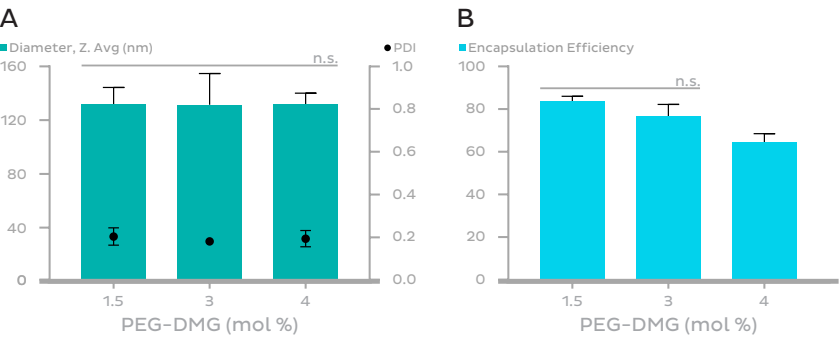 A
Diameter, Z. Avg (nm)
PDI
n.s.
160
120
80
40
0
1.0
0.8
0.6
0.4
0.2
0.0
1.5 3 4
PEG-DMG (mol %)
B
Encapsulation Efficiency
n.s.
100
80
60
40
20
0
1.5 3 4
PEG-DMG (mol %)